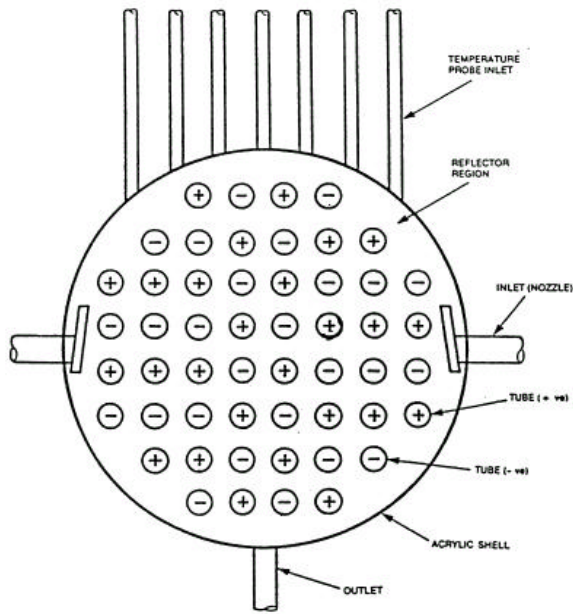 TEMPERATURE
PROBE INLET
REFLECTOR
REGION
INLET (NOZZLE)
TUBE (+ ve)
TUBE (- ve)
ACRYLIC SHELL
OUTLET